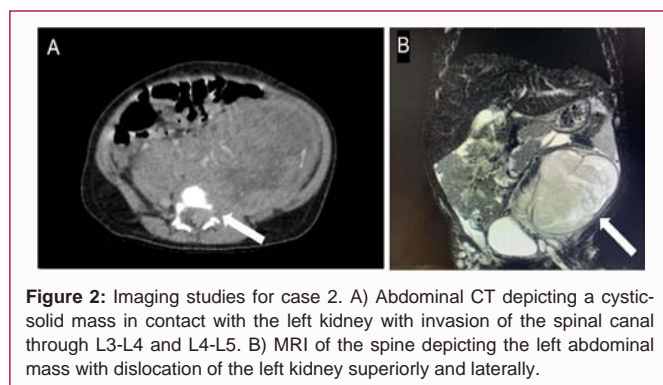 A
B
Figure 2: Imaging studies for case 2. A) Abdominal CT depicting a cystic-
solid mass in contact with the left kidney with invasion of the spinal canal
through L3-L4 and L4-L5. B) MRI of the spine depicting the left abdominal
mass with dislocation of the left kidney superiorly and laterally.